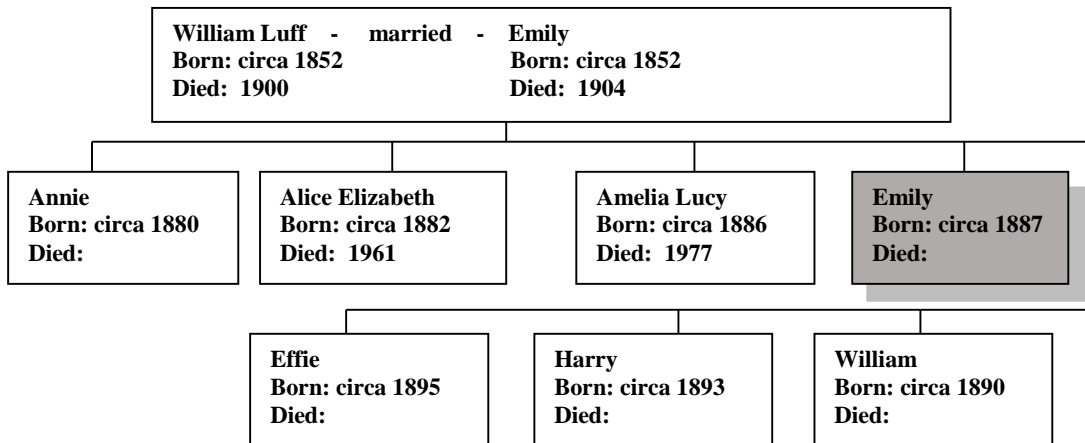 William Luff - married - Emily
Born: circa 1852 Born: circa 1852
Died: 1900 Died: 1904
Annie
Born: circa 1880
Died:
Alice Elizabeth
Born: circa 1882
Died: 1961
Amelia Lucy
Born: circa 1886
Died: 1977
Emily
Born: circa 1887
Died:
Effie
Born: circa 1895
Died:
Harry
Born: circa 1893
Died:
William
Born: circa 1890
Died: